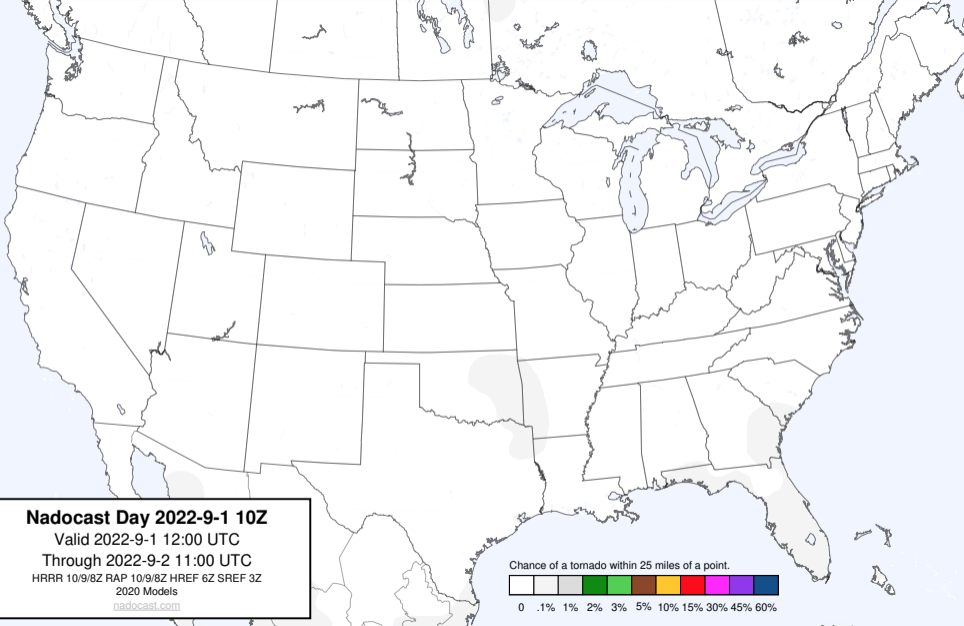 Nadocast Day 2022-9-1 10Z
Valid 2022-9-1 12:00 UTC
Through 2022-9-2 11:00 UTC
HRRR 10/9/8Z RAP 10/9/8Z HREF 6Z SREF 3Z
2020 Models
nadocast.com
Chance of a tornado within 25 miles of a point.
0 .1% 1% 2% 3% 5% 10% 15% 30% 45% 60%